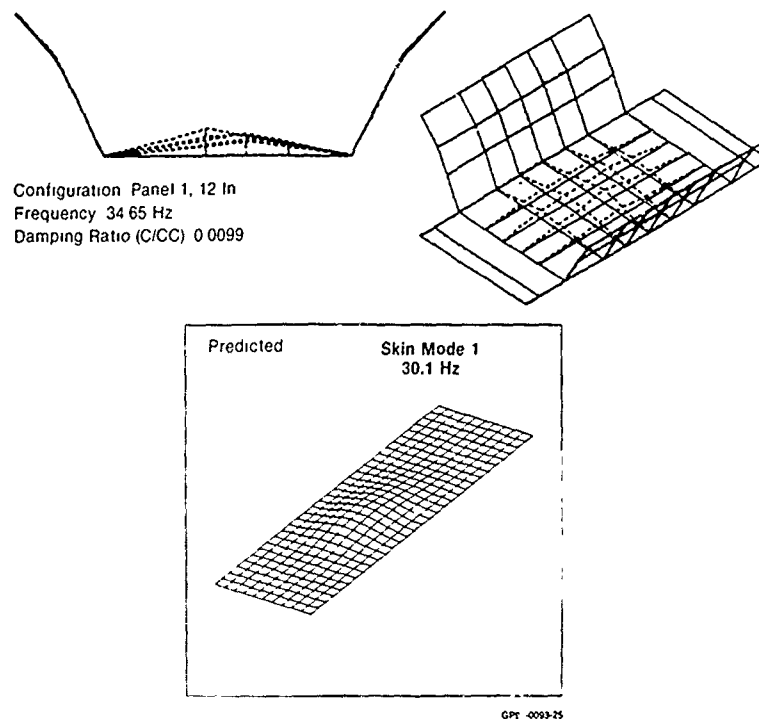 Configuration Panel 1, 12 In
Frequency 34 65 Hz
Damping Ratio (C/CC) 0 0099
Predicted
Skin Mode 1
30.1 Hz
GPT -0093-25